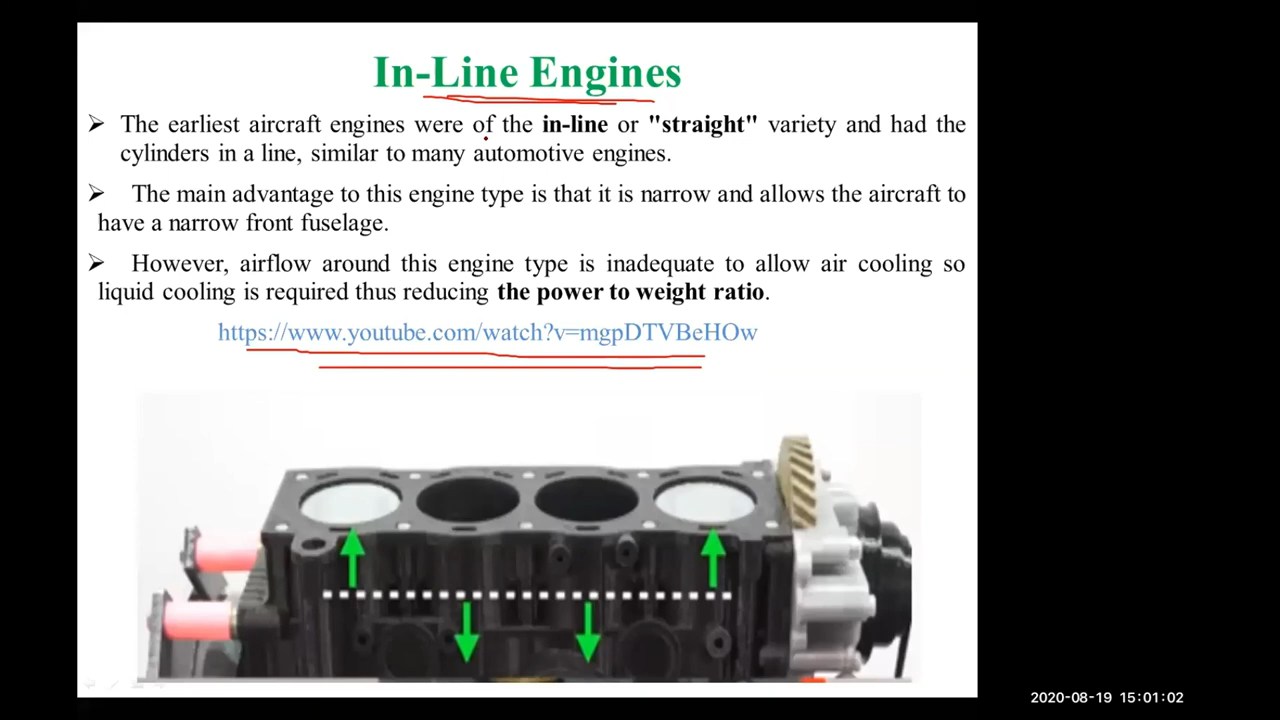 In-Line Engines
➢ The earliest aircraft engines were of the in-line or "straight" variety and had the
cylinders in a line, similar to many automotive engines.
➢ The main advantage to this engine type is that it is narrow and allows the aircraft to
have a narrow front fuselage.
➢ However, airflow around this engine type is inadequate to allow air cooling so
liquid cooling is required thus reducing the power to weight ratio.
https://www.youtube.com/watch?v=mgpDTVBeHOw
2020-08-19 15:01:02